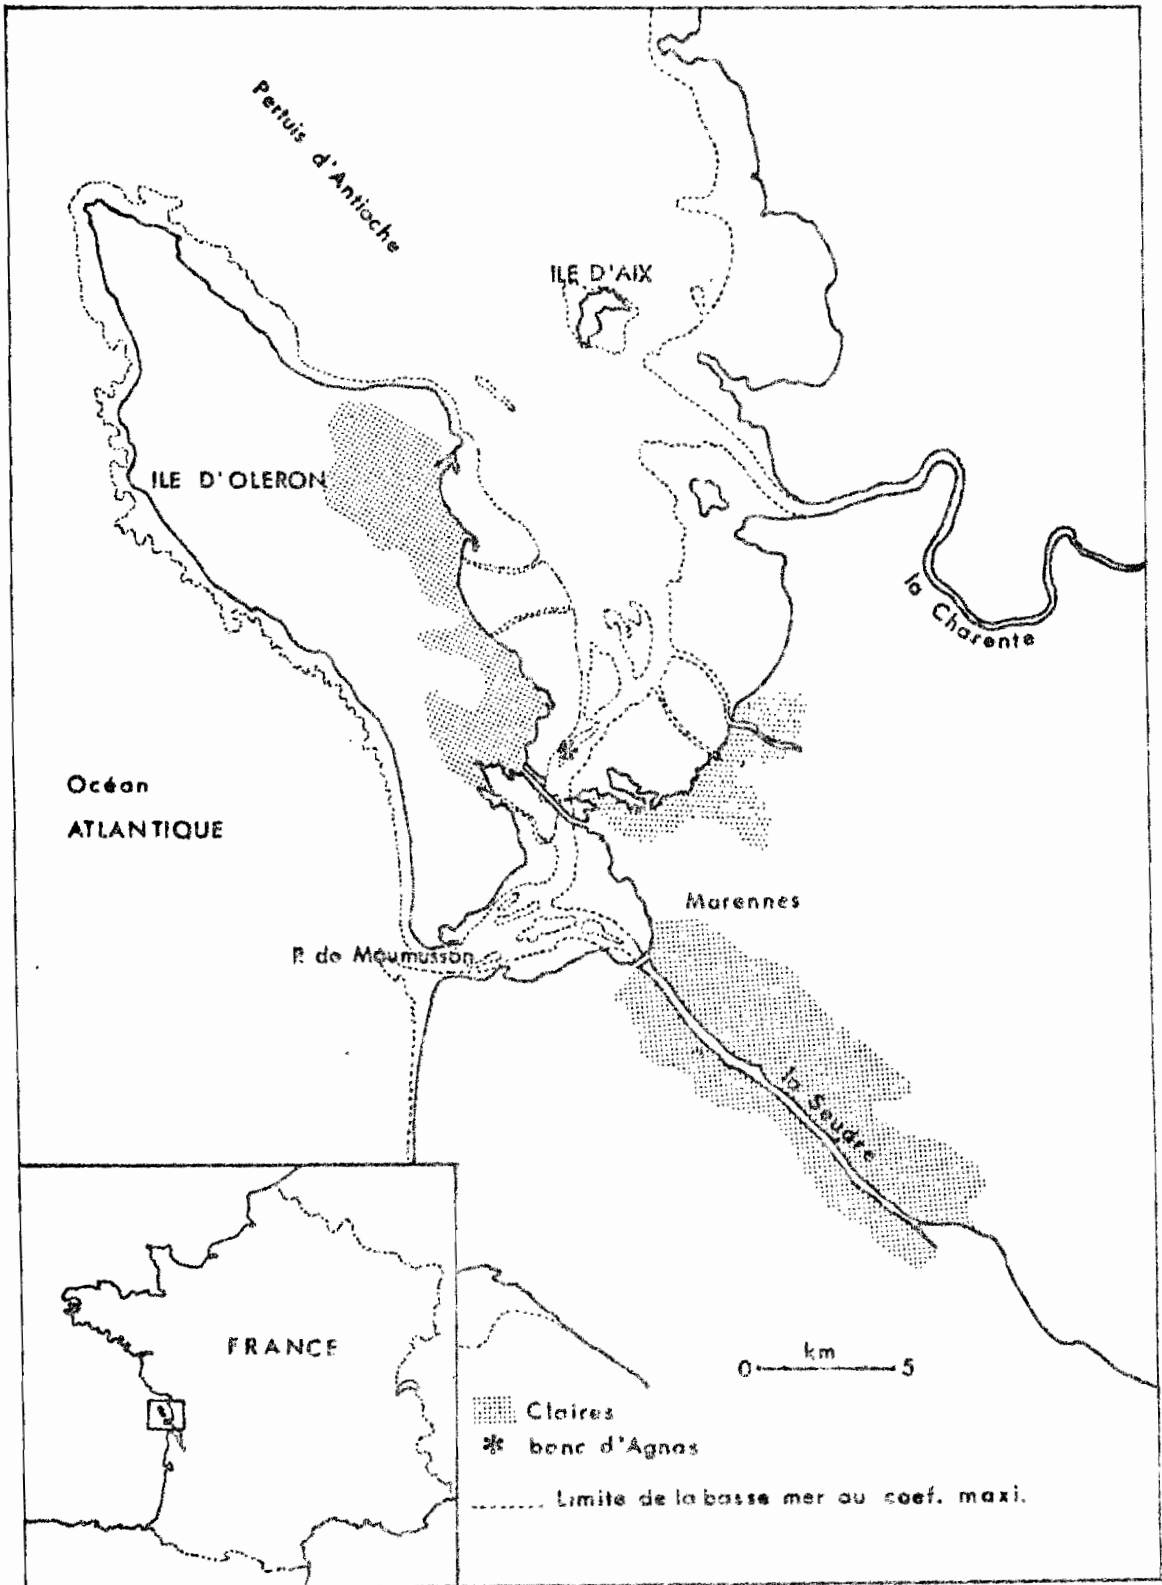 Pertuis d'Antioche
ILE D'AIX
ILE D'OLERON
la Charente
Océan
ATLANTIQUE
Marennes
P. de Maumusson
la Seudre
FRANCE
km
0 5
Claires
* banc d'Agnas
Limite de la basse mer au coef. maxi.